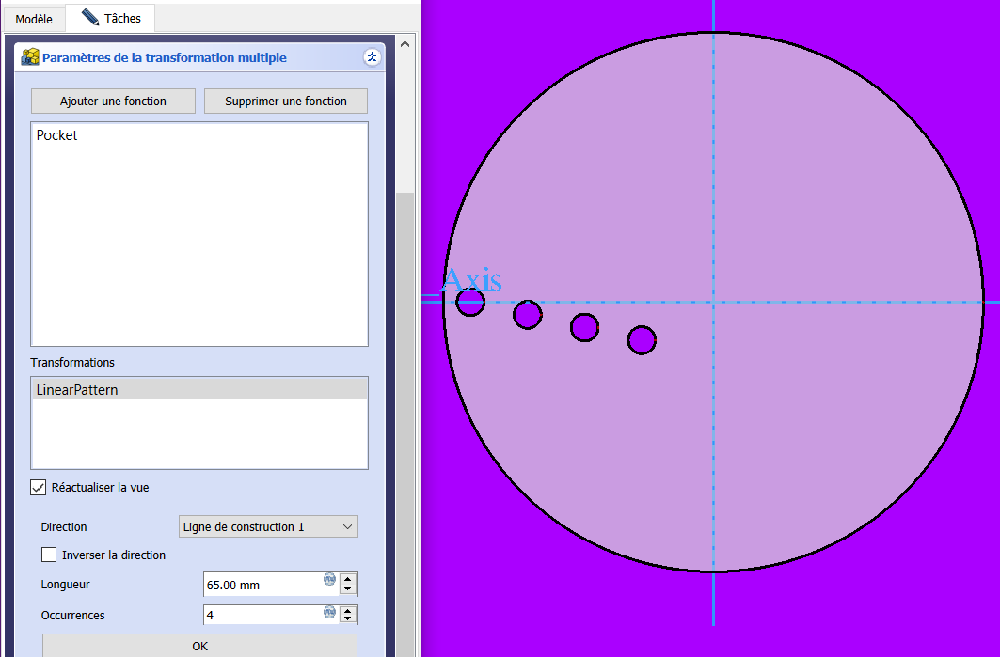 Modèle
Tâches
Paramètres de la transformation multiple
Ajouter une fonction
Supprimer une fonction
Pocket
Transformations
LinearPattern
Réactualiser la vue
Direction
Ligne de construction 1
Inverser la direction
Longueur
65.00 mm
Occurrences
4
OK
Axis